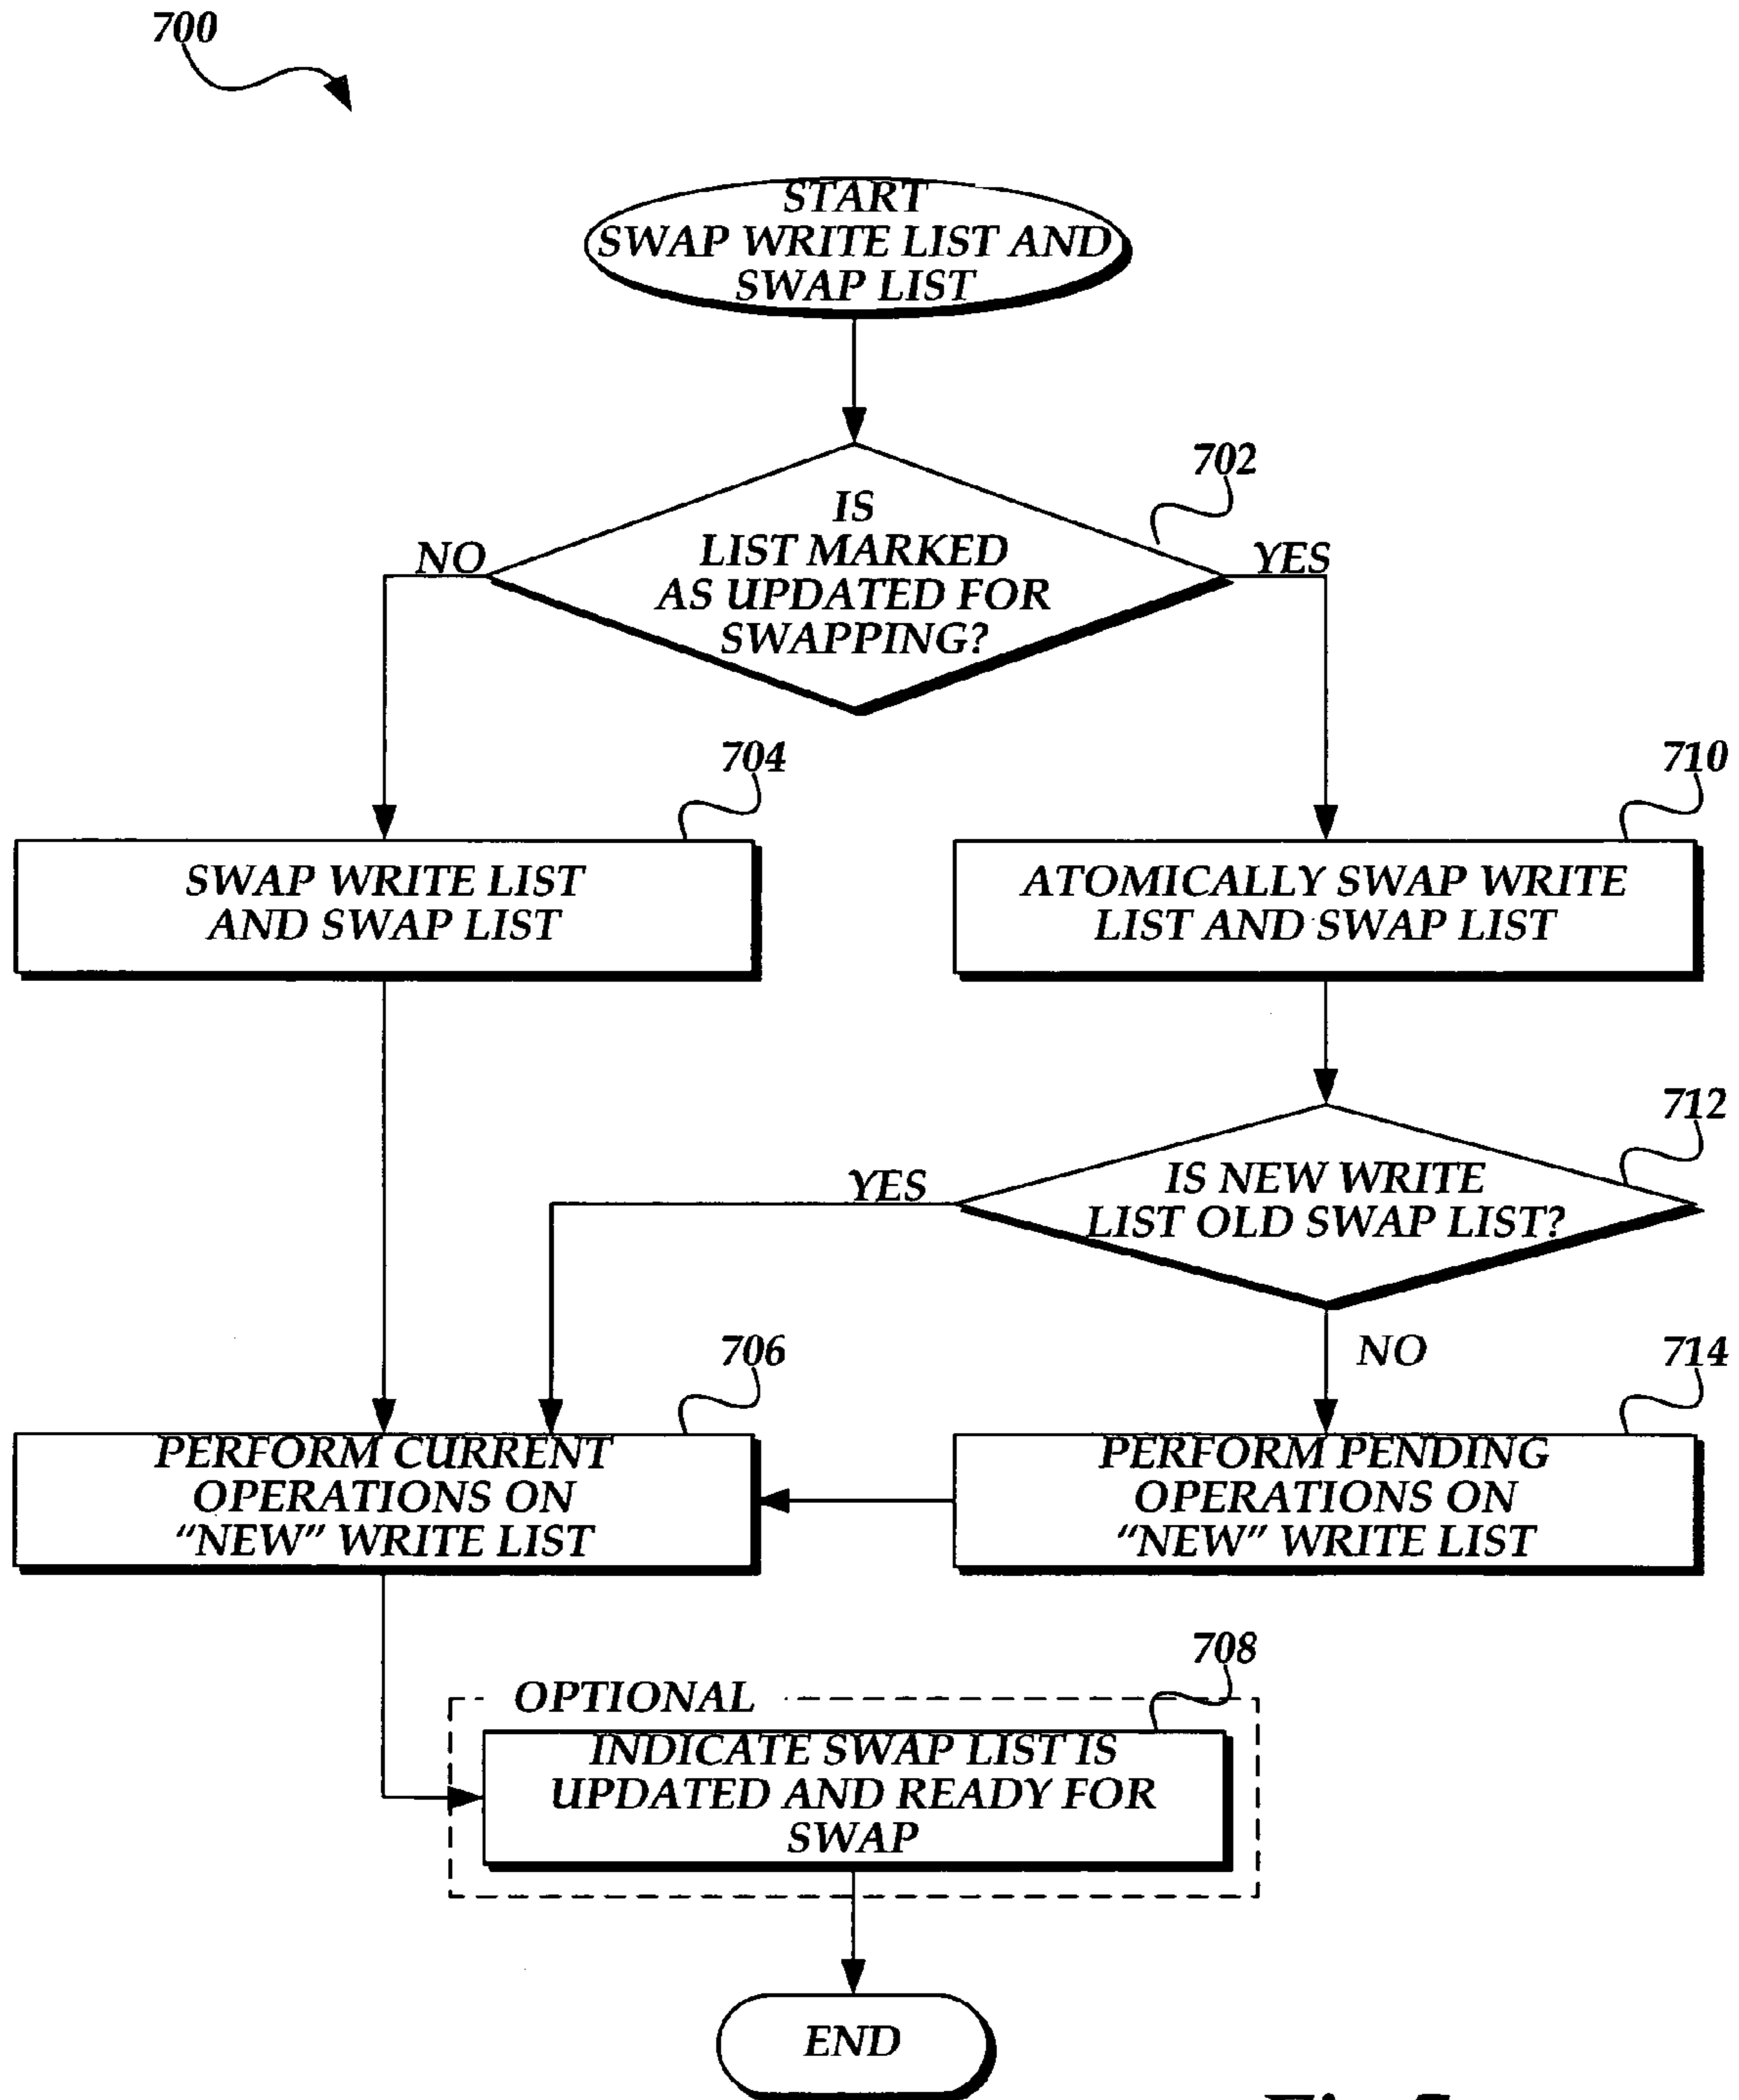 700
START
SWAP WRITE LIST AND
SWAP LIST
702
IS
LIST MARKED
AS UPDATED FOR
SWAPPING?
NO
YES
704
710
SWAP WRITE LIST
AND SWAP LIST
ATOMICALLY SWAP WRITE
LIST AND SWAP LIST
712
YES
IS NEW WRITE
LIST OLD SWAP LIST?
NO
706
714
PERFORM CURRENT
OPERATIONS ON
“NEW” WRITE LIST
PERFORM PENDING
OPERATIONS ON
“NEW” WRITE LIST
708
OPTIONAL
INDICATE SWAP LIST IS
UPDATED AND READY FOR
SWAP
END